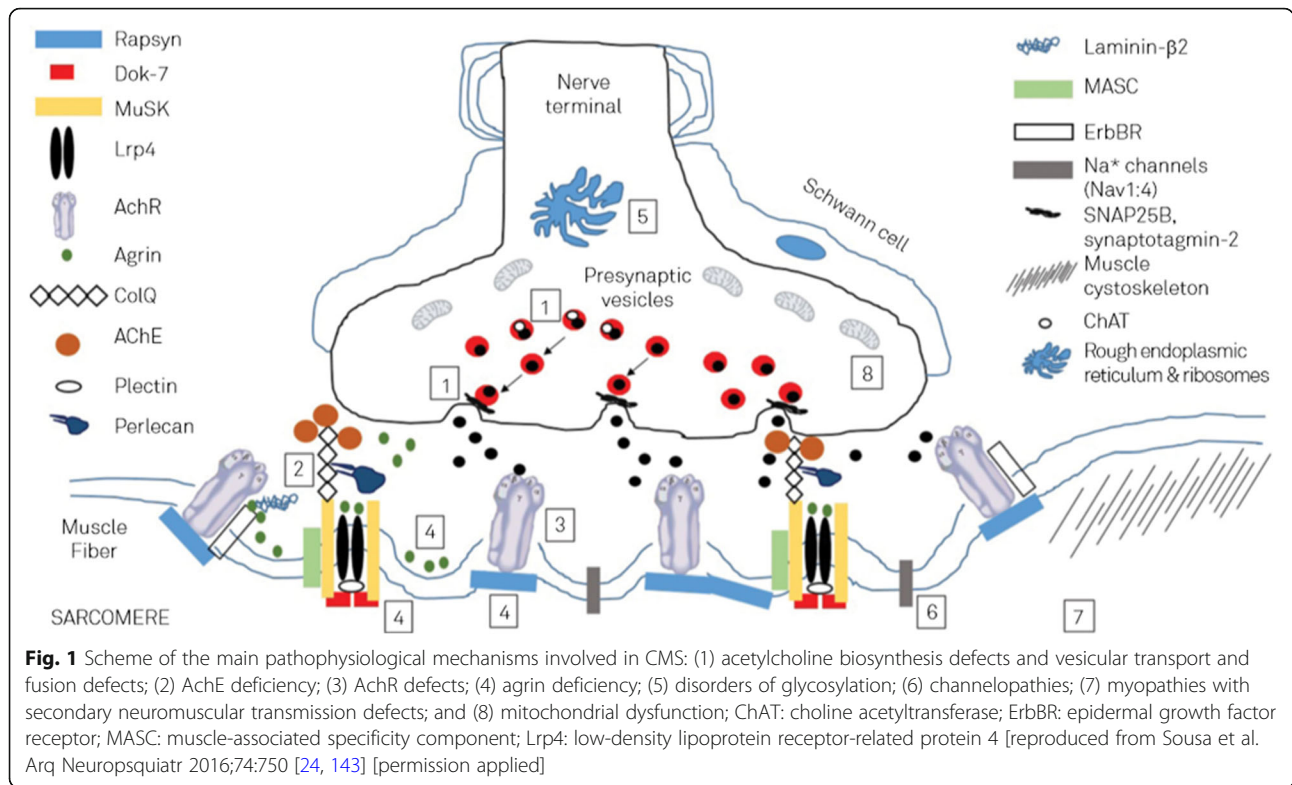 Rapsyn
Dok-7
MuSK
Lrp4
AchR
Agrin
ColQ
AChE
Plectin
Perlecan
Nerve
terminal
5
Schwann cell
Presynaptic
vesicles
1
1
8
2
Muscle
Fiber
3
4
SARCOMERE
4
4
6
7
Laminin-β2
MASC
ErbBR
Na* channels
(Nav1:4)
SNAP25B,
synaptotagmin-2
Muscle
cystoskeleton
ChAT
Rough endoplasmic
reticulum & ribosomes
Fig. 1 Scheme of the main pathophysiological mechanisms involved in CMS: (1) acetylcholine biosynthesis defects and vesicular transport and
fusion defects; (2) AchE deficiency; (3) AchR defects; (4) agrin deficiency; (5) disorders of glycosylation; (6) channelopathies; (7) myopathies with
secondary neuromuscular transmission defects; and (8) mitochondrial dysfunction; ChAT: choline acetyltransferase; ErbBR: epidermal growth factor
receptor; MASC: muscle-associated specificity component; Lrp4: low-density lipoprotein receptor-related protein 4 [reproduced from Sousa et al.
Arq Neuropsquiatr 2016;74:750 [24, 143] [permission applied]